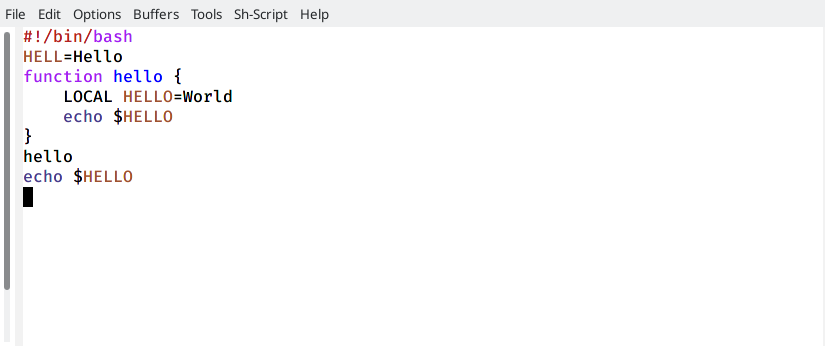 File Edit Options Buffers Tools Sh-Script Help
#!/bin/bash
HELL=Hello
function hello {
    LOCAL HELLO=World
    echo $HELLO
}
hello
echo $HELLO